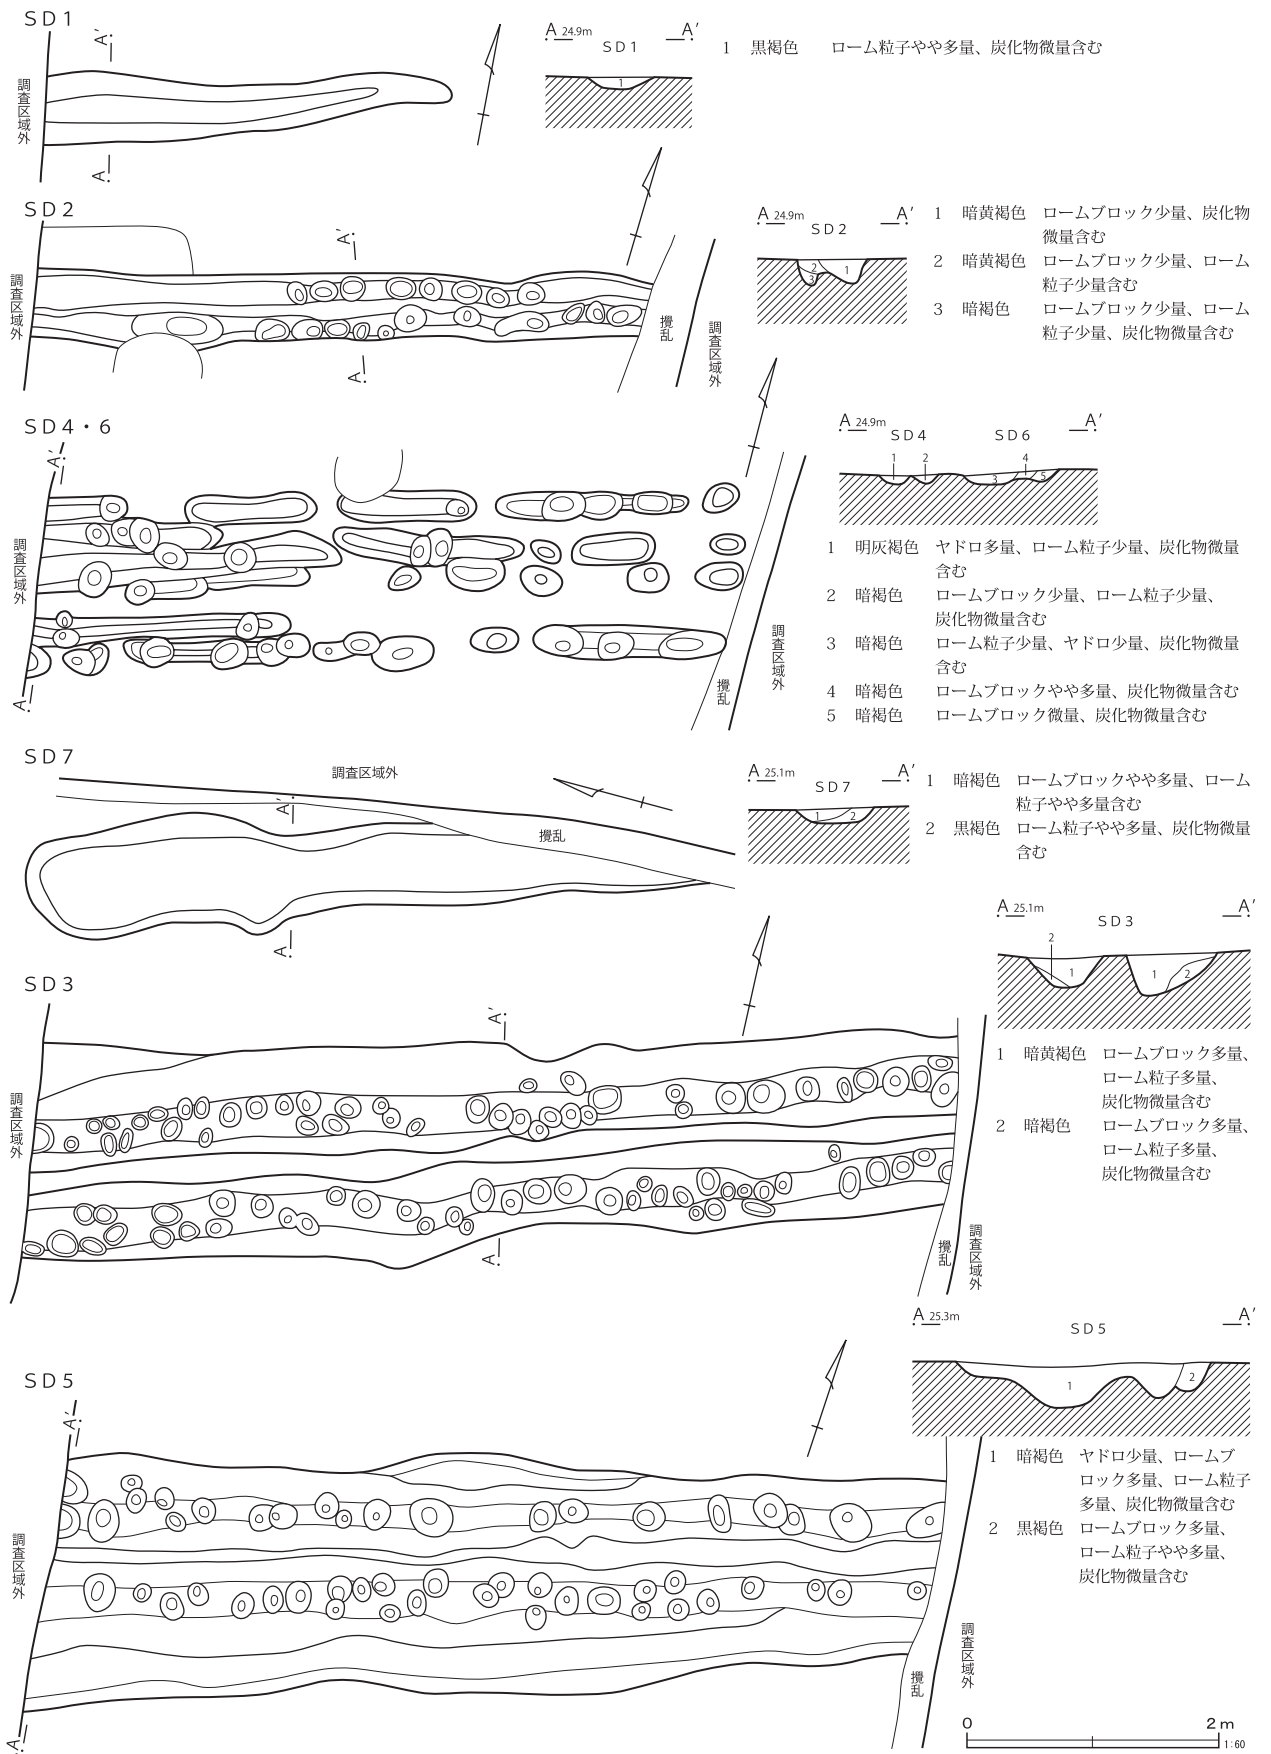 SD1
A′
調査区域外
A
A 24.9m A′
SD1
1
1 黒褐色 ローム粒子やや多量、炭化物微量含む
SD2
A′
調査区域外
攪乱
調査区域外
A
A 24.9m A′
SD2
2 1
3
1 暗黄褐色 ロームブロック少量、炭化物
微量含む
2 暗黄褐色 ロームブロック少量、ローム
粒子少量含む
3 暗褐色 ロームブロック少量、ローム
粒子少量、炭化物微量含む
SD4・6
A′
調査区域外
攪乱
調査区域外
A
A 24.9m A′
SD4 SD6
1 2 4
3 5
1 明灰褐色 ヤドロ多量、ローム粒子少量、炭化物微量
含む
2 暗褐色 ロームブロック少量、ローム粒子少量、
炭化物微量含む
3 暗褐色 ローム粒子少量、ヤドロ少量、炭化物微量
含む
4 暗褐色 ロームブロックやや多量、炭化物微量含む
5 暗褐色 ロームブロック微量、炭化物微量含む
SD7
調査区域外
A′
攪乱
A
A 25.1m A′
SD7
1 2
1 暗褐色 ロームブロックやや多量、ローム
粒子やや多量含む
2 黒褐色 ローム粒子やや多量、炭化物微量
含む
SD3
A′
調査区域外
攪乱
調査区域外
A
A 25.1m A′
SD3
2
1 1 2
1 暗黄褐色 ロームブロック多量、
ローム粒子多量、
炭化物微量含む
2 暗褐色 ロームブロック多量、
ローム粒子多量、
炭化物微量含む
SD5
A′
調査区域外
攪乱
調査区域外
A
A 25.3m A′
SD5
1 2
1 暗褐色 ヤドロ少量、ロームブ
ロック多量、ローム粒子
多量、炭化物微量含む
2 黒褐色 ロームブロック多量、
ローム粒子やや多量、
炭化物微量含む
0 2m
1:60